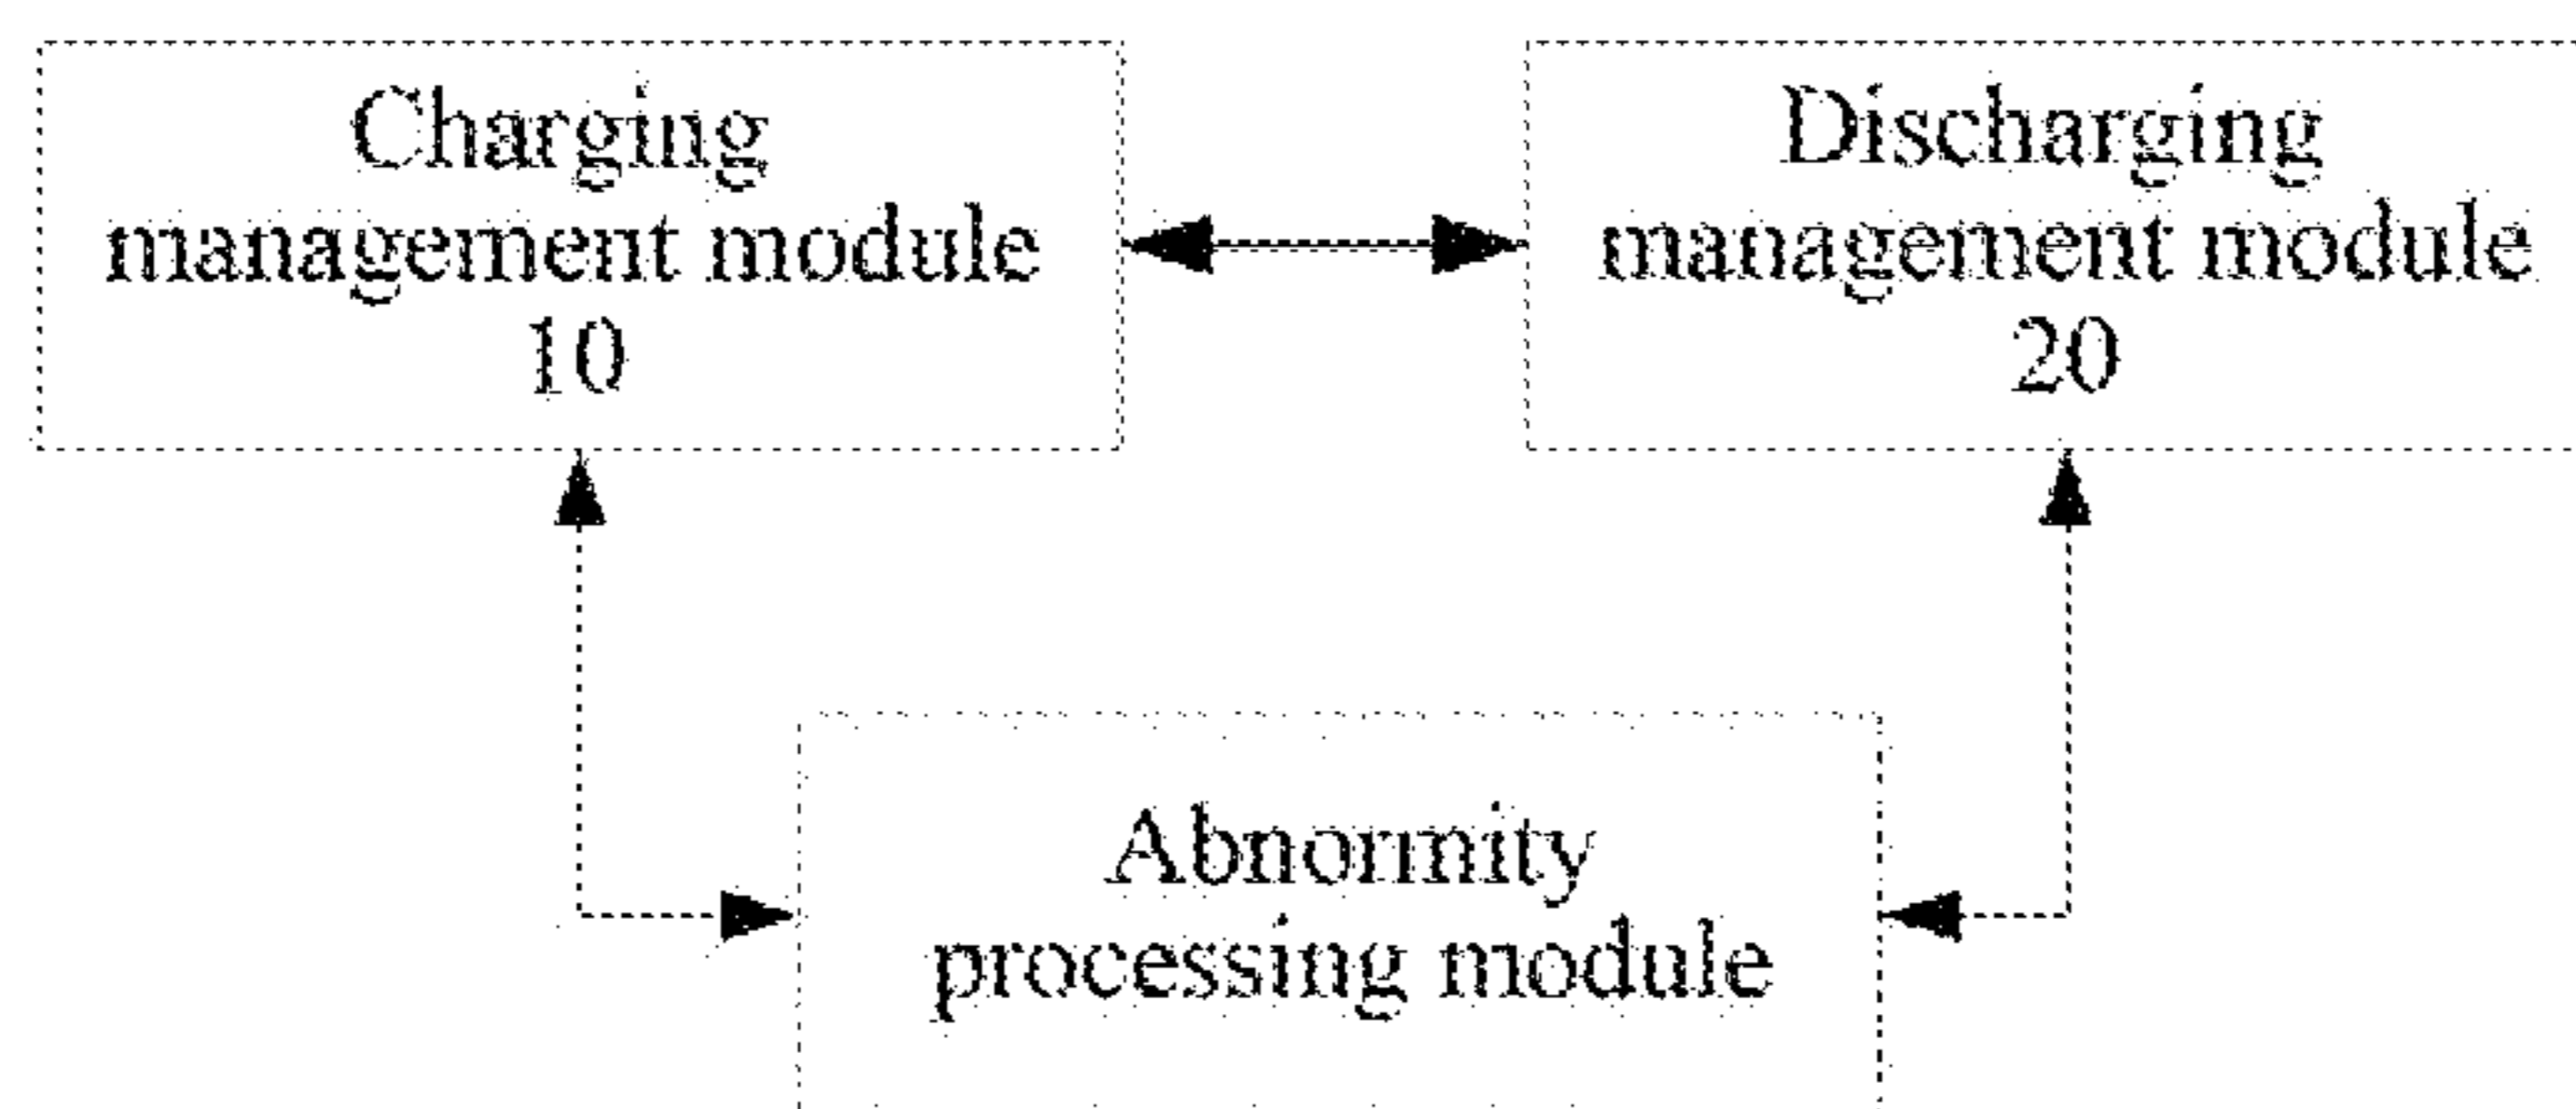 Charging
management module
10
Discharging
management module
20
Abnormity
processing module